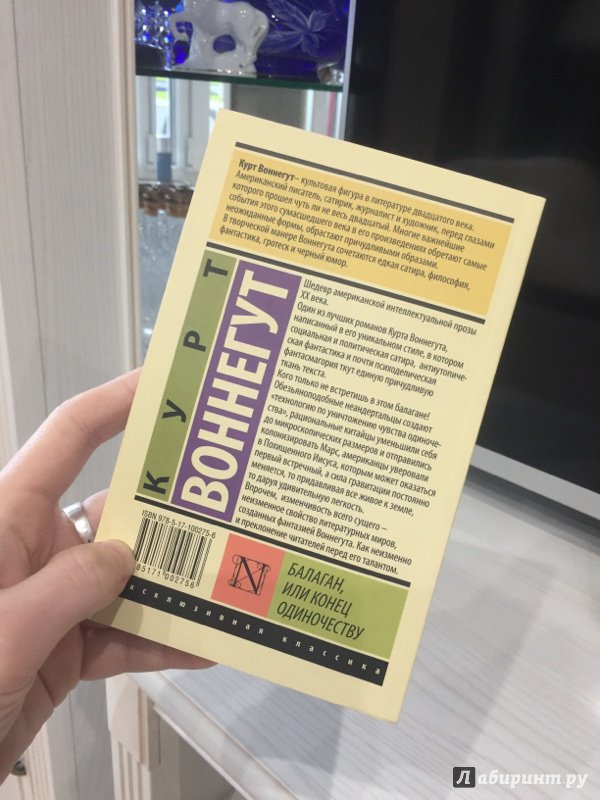 Курт Воннегут – культовая фигура в литературе двадцатого века.
Американский писатель, сатирик, журналист и художник, перед глазами
которого прошел чуть ли не весь двадцатый. Многие важнейшие
события этого сумасшедшего века в его произведениях обретают самые
неожиданные формы, обрастают причудливыми образами.
В творческой манере Воннегута сочетаются едкая сатира, философия,
фантастика, гротеск и черный юмор.
КУРТ
ВОННЕГУТ
Шедевр американской интеллектуальной прозы
XX века.
Один из лучших романов Курта Воннегута,
написанный в его уникальном стиле, в котором
социальная и политическая сатира, антиутопиче-
ская фантастика и почти психоделическая
фантасмагория ткут единую причудливую
ткань текста.
Кого только не встретишь в этом балагане!
Обезьяноподобные неандертальцы создают
«технологию по уничтожению чувства одиноче-
ства», рациональные китайцы уменьшили себя
до микроскопических размеров и отправились
колонизировать Марс, американцы уверовали
в Похищенного Иисуса, которым может оказаться
первый встречный, а сила гравитации постоянно
меняется, то придавливая все живое к земле,
то даруя удивительную легкость.
Впрочем, изменчивость всего сущего –
неизменное свойство литературных миров,
созданных фантазией Воннегута. Как неизменно
и преклонение читателей перед его талантом.
ISBN 978-5-17-100275-6
85171 002756
N
БАЛАГАН,
ИЛИ КОНЕЦ
ОДИНОЧЕСТВУ
эксклюзивная классика
Лабиринт.ру